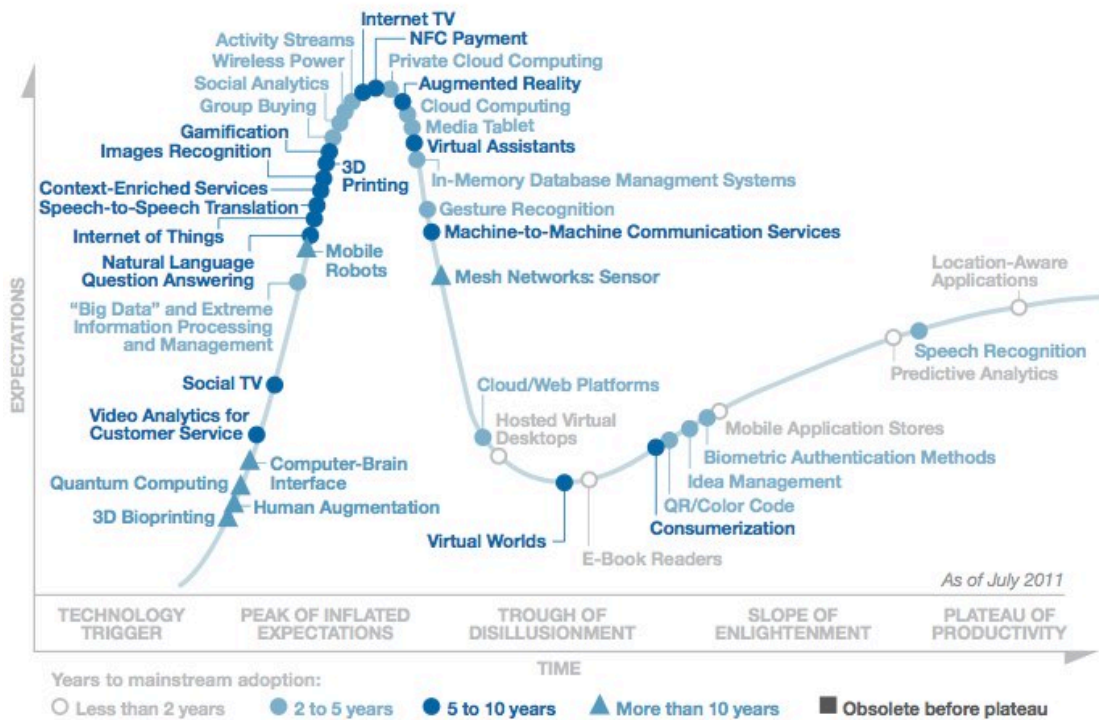 Internet TV
NFC Payment
Activity Streams
Wireless Power
Private Cloud Computing
Social Analytics
Augmented Reality
Group Buying
Cloud Computing
Gamification
Media Tablet
Images Recognition
Virtual Assistants
3D
Printing
In-Memory Database Managment Systems
Context-Enriched Services
Speech-to-Speech Translation
Gesture Recognition
Internet of Things
Machine-to-Machine Communication Services
Natural Language
Question Answering
Mobile
Robots
Mesh Networks: Sensor
Location-Aware
Applications
"Big Data" and Extreme
Information Processing
and Management
EXPECTATIONS
Speech Recognition
Predictive Analytics
Social TV
Cloud/Web Platforms
Video Analytics for
Customer Service
Hosted Virtual
Desktops
Mobile Application Stores
Computer-Brain
Interface
Biometric Authentication Methods
Quantum Computing
Idea Management
Human Augmentation
QR/Color Code
3D Bioprinting
Consumerization
Virtual Worlds
E-Book Readers
As of July 2011
TECHNOLOGY
TRIGGER
PEAK OF INFLATED
EXPECTATIONS
TROUGH OF
DISILLUSIONMENT
SLOPE OF
ENLIGHTENMENT
PLATEAU OF
PRODUCTIVITY
TIME
Years to mainstream adoption:
Less than 2 years
2 to 5 years
5 to 10 years
More than 10 years
Obsolete before plateau